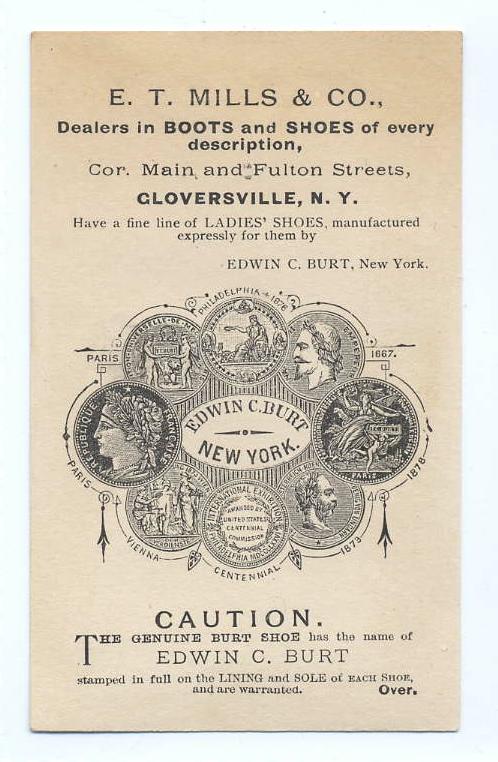 E. T. MILLS & CO.,
Dealers in BOOTS and SHOES of every
description,
Cor. Main and Fulton Streets,
GLOVERSVILLE, N. Y.
Have a fine line of LADIES' SHOES, manufactured
expressly for them by
EDWIN C. BURT, New York.
PHILADELPHIA 1876
PARIS
1867.
EDWIN C. BURT
NEW YORK.
REPUBLIQUE
FRANCAISE
E.C. BURT
PARIS
PARIS
1878
INTERNATIONAL EXHIBITION
AWARDED BY
UNITED STATES
CENTENNIAL
COMMISSION
VIENNA
1873
CENTENNIAL
CAUTION.
THE GENUINE BURT SHOE has the name of
EDWIN C. BURT
stamped in full on the LINING and SOLE of EACH SHOE,
and are warranted.
Over.